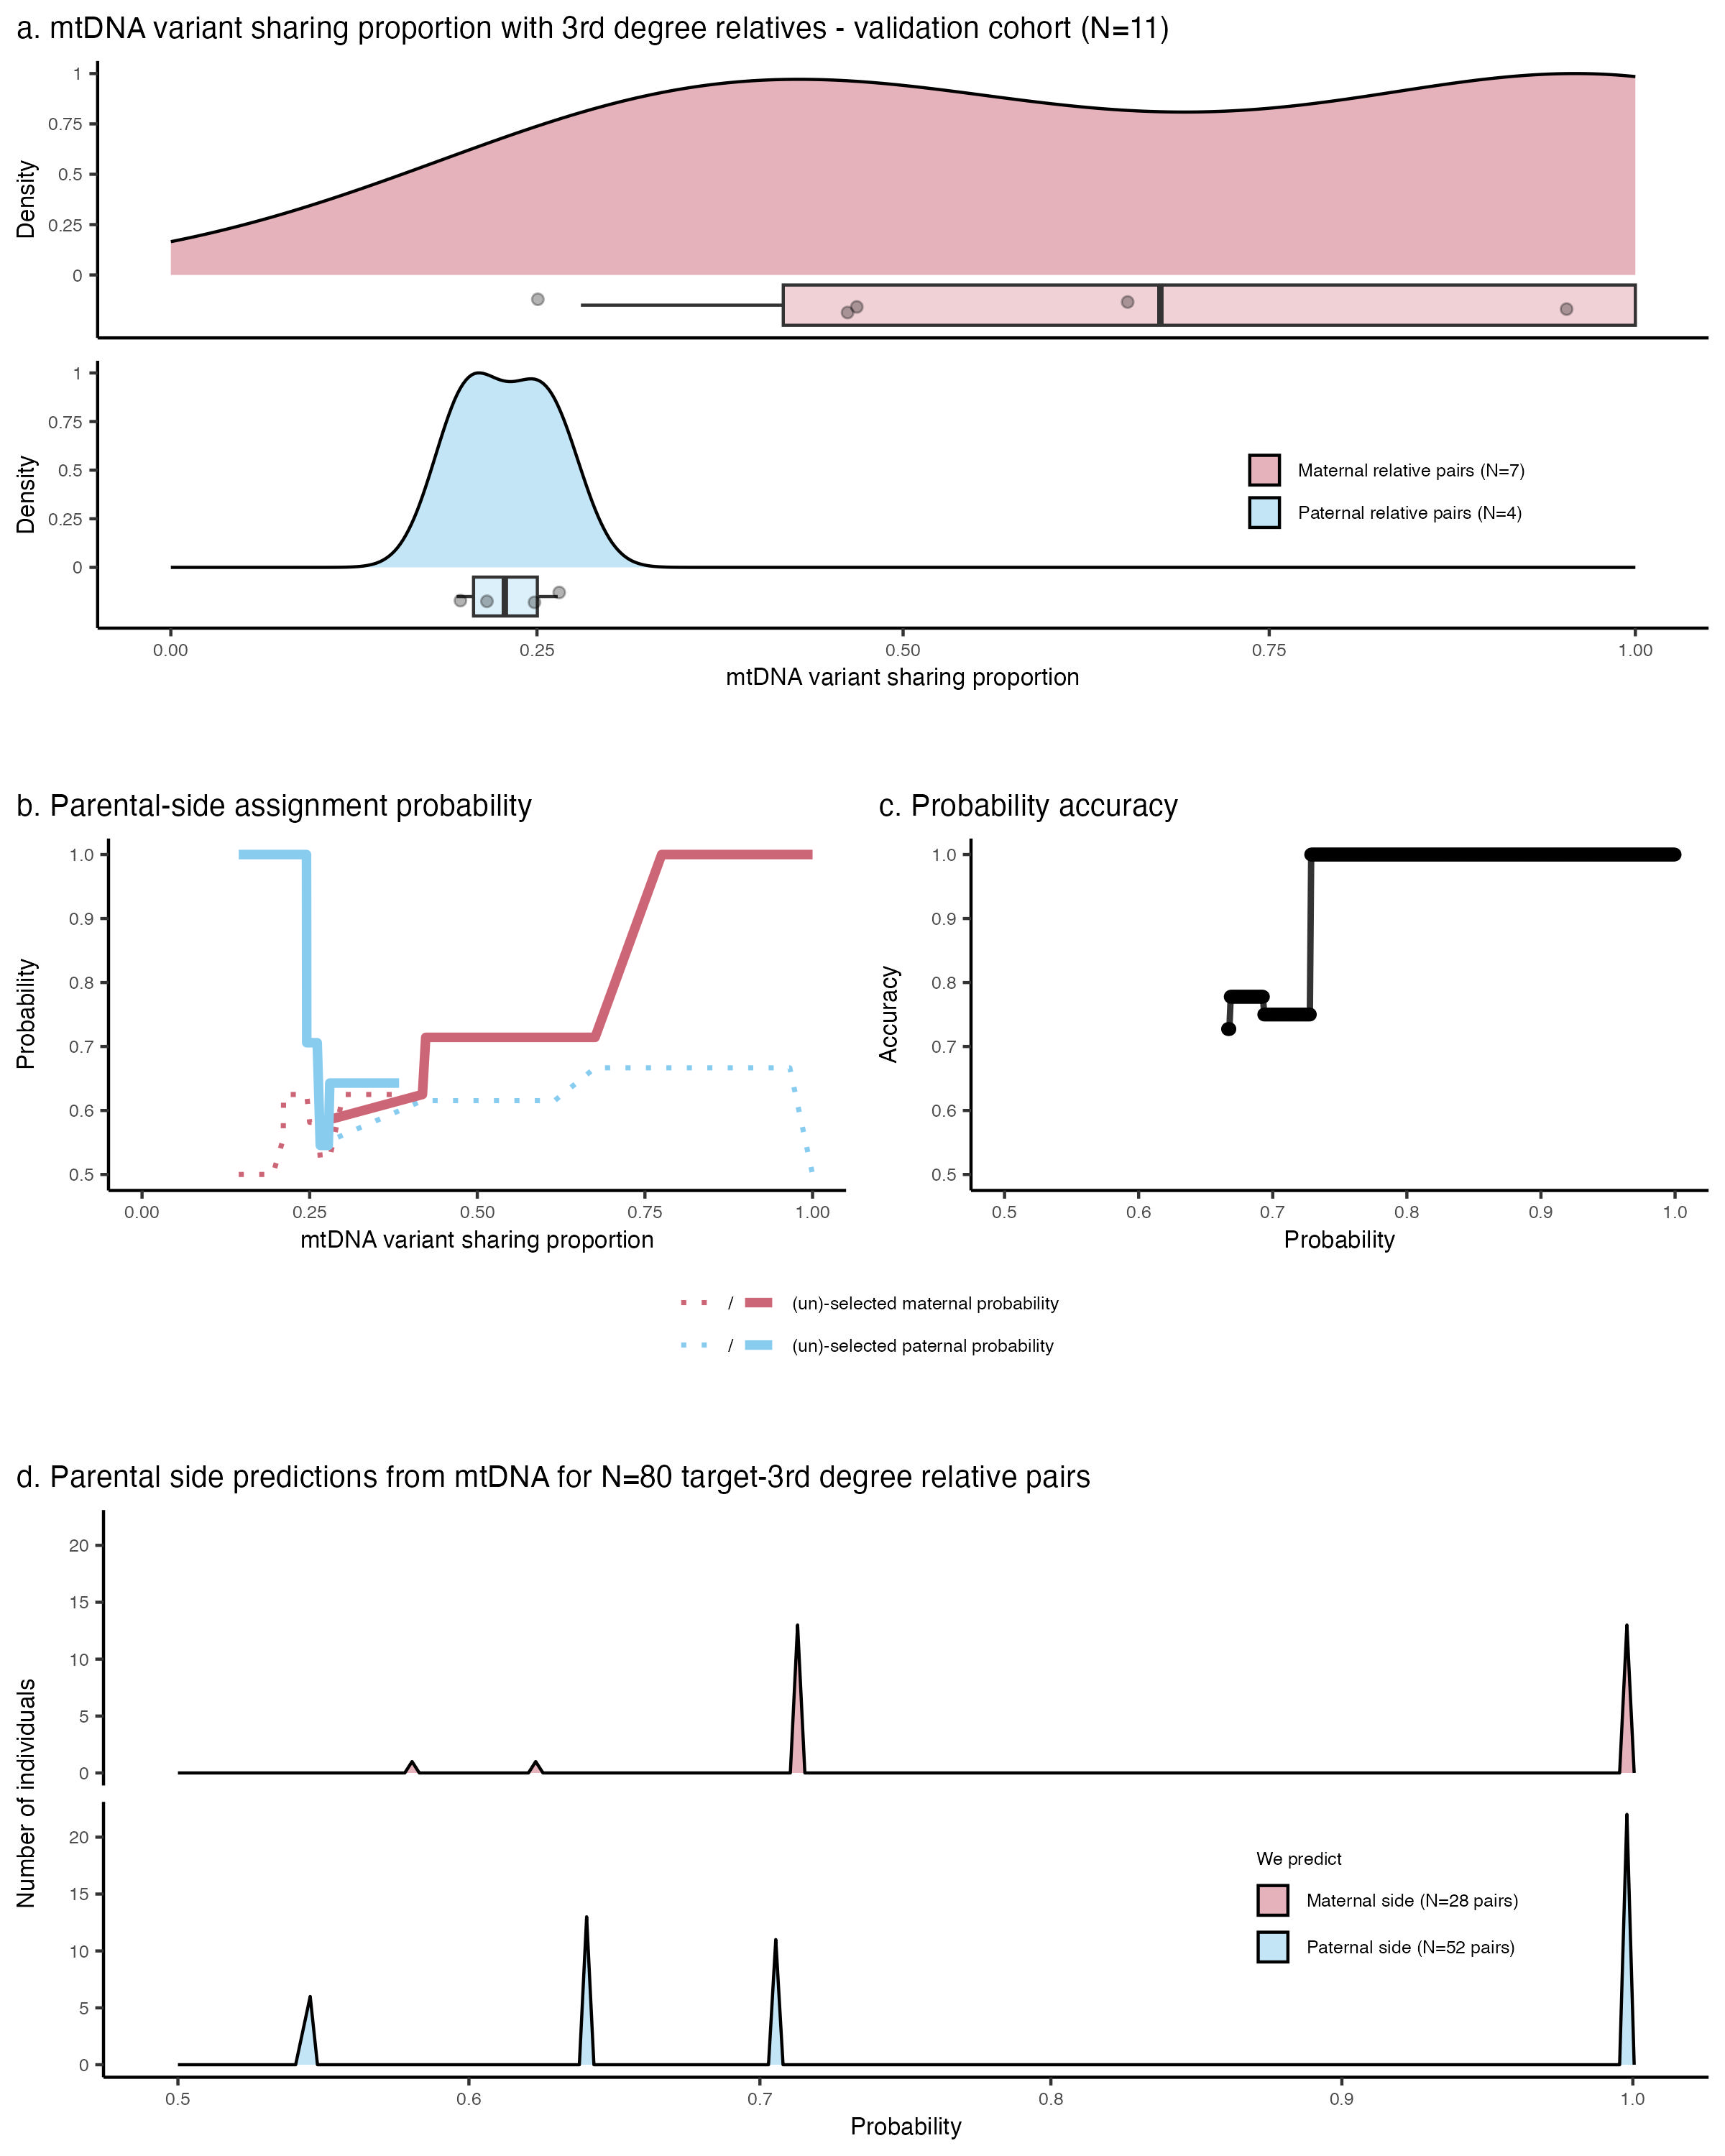 a. mtDNA variant sharing proportion with 3rd degree relatives - validation cohort (N=11)
1
0.75
0.5
0.25
0
Density
1
0.75
0.5
0.25
0
Density
Maternal relative pairs (N=7)
Paternal relative pairs (N=4)
0.00 0.25 0.50 0.75 1.00
mtDNA variant sharing proportion
b. Parental-side assignment probability
1.0
0.9
0.8
0.7
0.6
0.5
Probability
0.00 0.25 0.50 0.75 1.00
mtDNA variant sharing proportion
c. Probability accuracy
1.0
0.9
0.8
0.7
0.6
0.5
Accuracy
0.5 0.6 0.7 0.8 0.9 1.0
Probability
/ (un)-selected maternal probability
/ (un)-selected paternal probability
d. Parental side predictions from mtDNA for N=80 target-3rd degree relative pairs
20
15
10
5
0
Number of individuals
20
15
10
5
0
We predict
Maternal side (N=28 pairs)
Paternal side (N=52 pairs)
0.5 0.6 0.7 0.8 0.9 1.0
Probability